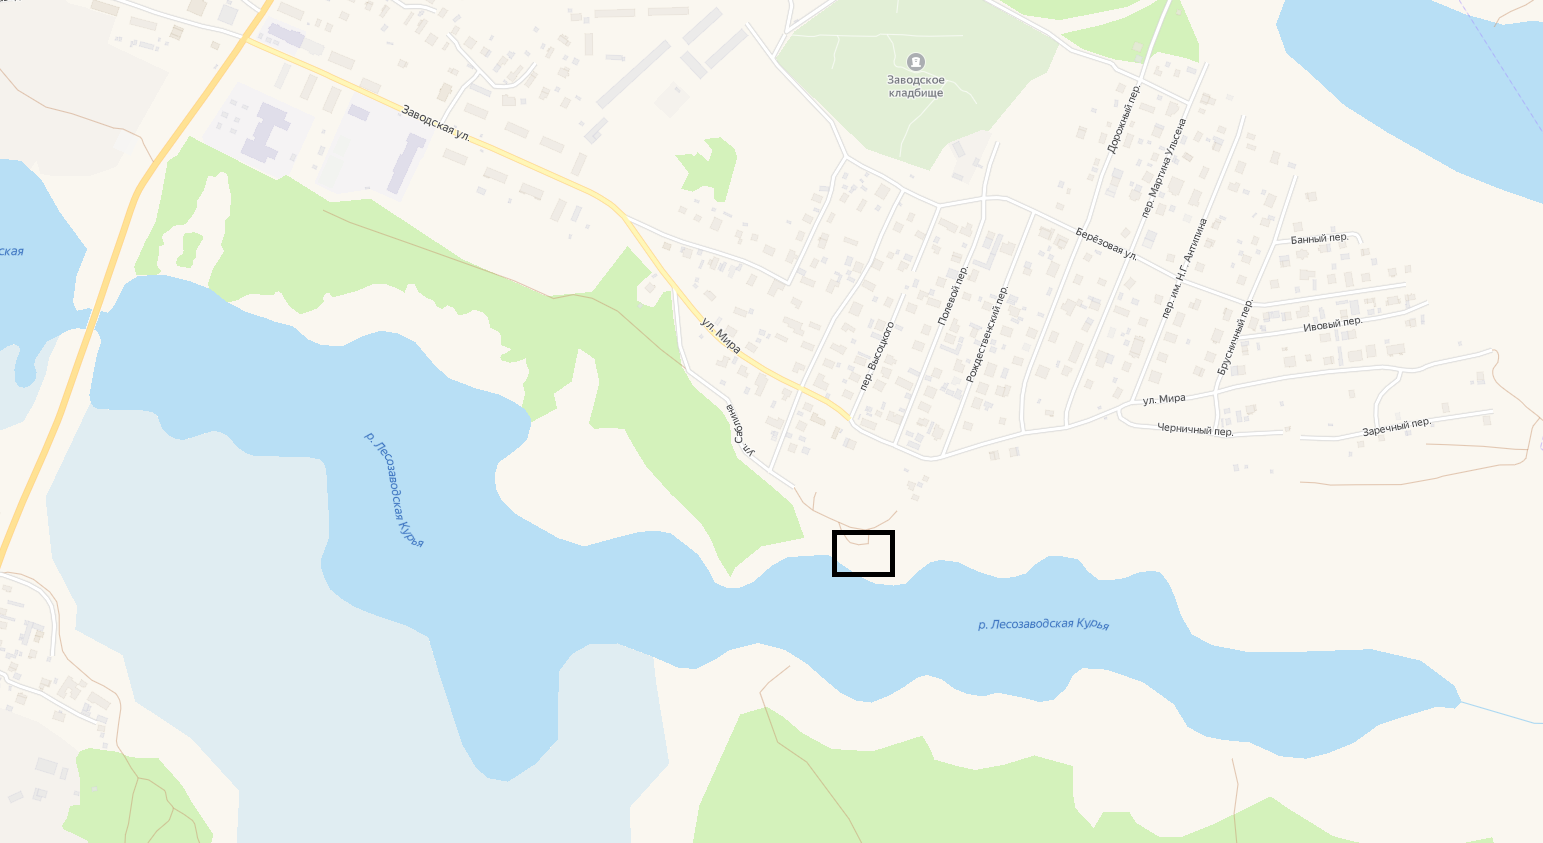 Заводское
кладбище
Заводская ул.
Дорожный пер.
пер. Мартина Ульсена
Берёзовая ул.
пер. им. Н.Г. Антипина
Банный пер.
ская
Полевой пер.
Рождественский пер.
Брусничный пер.
Ивовый пер.
ул. Мира
пер. Высоцкого
ул. Мира
ул. Саблина
Черничный пер.
Заречный пер.
р. Лесозаводская Курья
р. Лесозаводская Курья